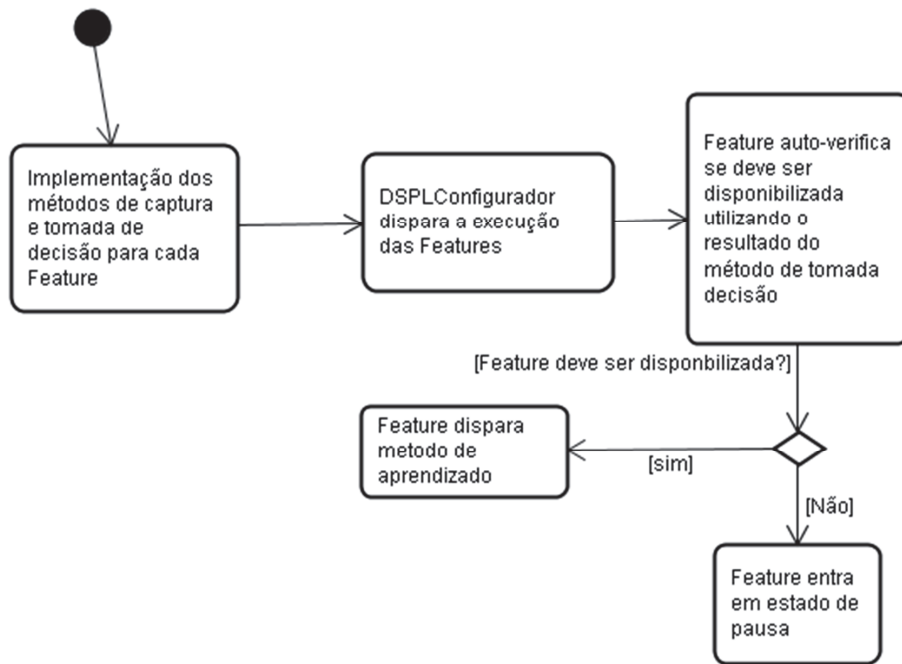 Implementação dos
métodos de captura
e tomada de
decisão para cada
Feature
DSPLConfigurador
dispara a execução
das Features
Feature auto-verifica
se deve ser
disponibilizada
utilizando o
resultado do
método de tomada
decisão
[Feature deve ser disponbilizada?]
Feature dispara
metodo de
aprendizado
[sim]
[Não]
Feature entra
em estado de
pausa